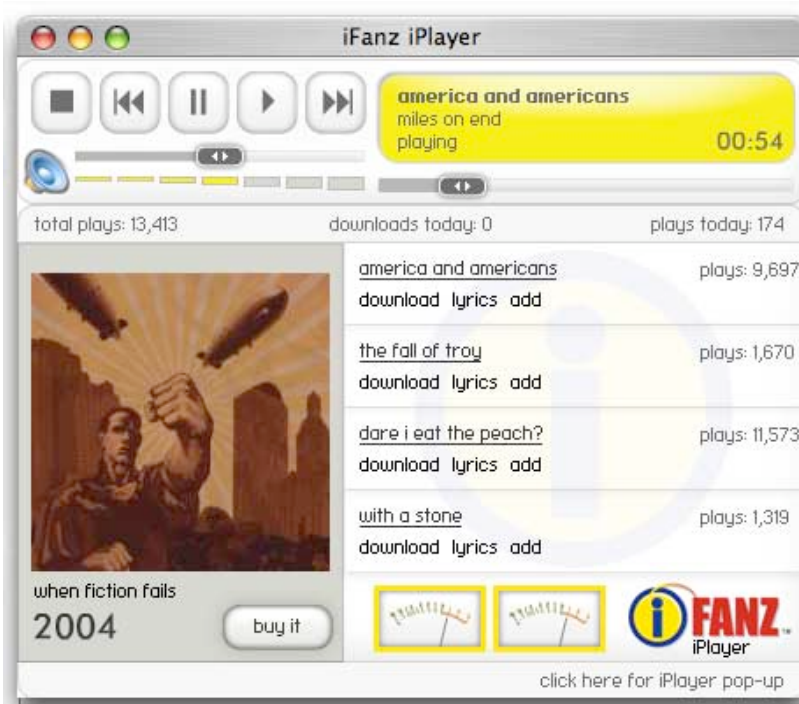 iFanz iPlayer
america and americans
miles on end
playing 00:54
total plays: 13,413 downloads today: 0 plays today: 174
america and americans plays: 9,697
download lyrics add
the fall of troy plays: 1,670
download lyrics add
dare i eat the peach? plays: 11,573
download lyrics add
with a stone plays: 1,319
download lyrics add
when fiction fails
2004 buy it
i FANZ
iPlayer
click here for iPlayer pop-up